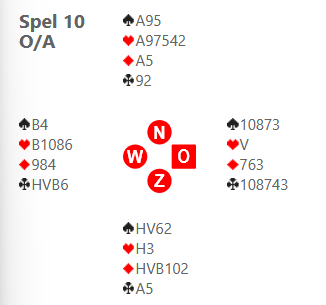 Spel 10
O/A
♠A95
♥A97542
♦A5
♣92
♠B4
♥B1086
♦984
♣HVB6
N
W O
Z
♠10873
♥V
♦763
♣108743
♠HV62
♥H3
♦HVB102
♣A5